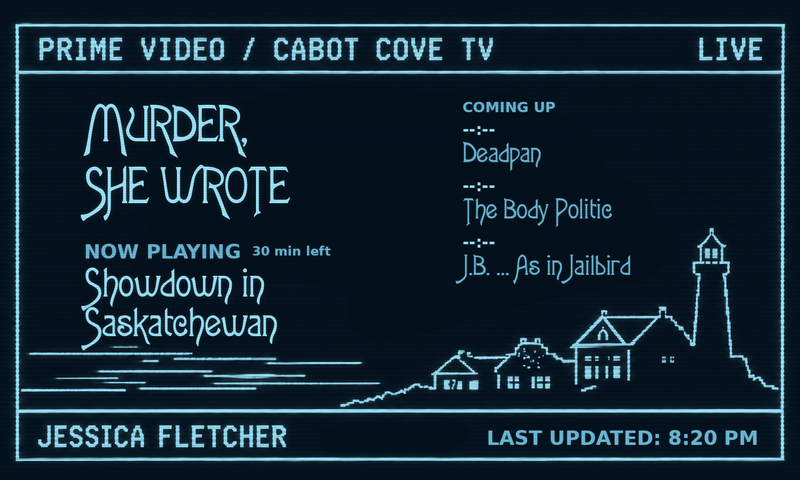 PRIME VIDEO / CABOT COVE TV
LIVE
MURDER,
SHE WROTE
NOW PLAYING 30 min left
Showdown in
Saskatchewan
COMING UP
--:--
Deadpan
--:--
The Body Politic
--:--
J.B. ... As in Jailbird
JESSICA FLETCHER
LAST UPDATED: 8:20 PM